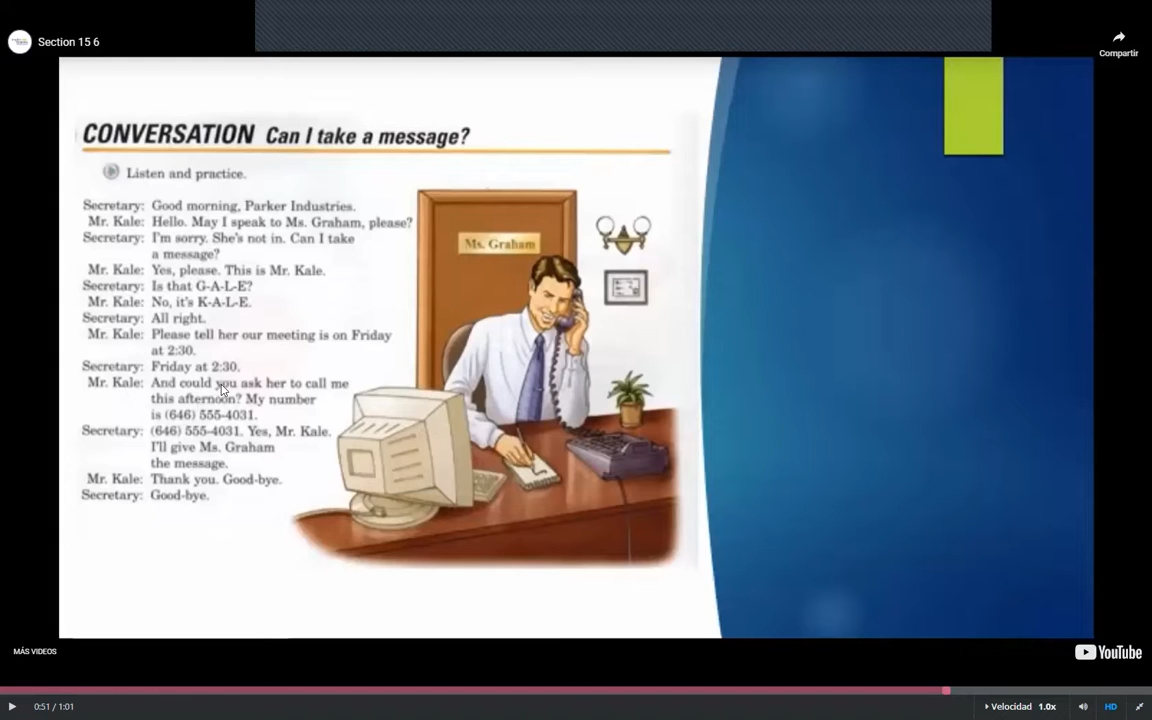 Section 15 6
Compartir
CONVERSATION Can I take a message?
Listen and practice.
Secretary: Good morning, Parker Industries.
Mr. Kale: Hello. May I speak to Ms. Graham, please?
Secretary: I'm sorry. She's not in. Can I take
a message?
Mr. Kale: Yes, please. This is Mr. Kale.
Secretary: Is that G-A-L-E?
Mr. Kale: No, it's K-A-L-E.
Secretary: All right.
Mr. Kale: Please tell her our meeting is on Friday
at 2:30.
Secretary: Friday at 2:30.
Mr. Kale: And could you ask her to call me
this afternoon? My number
is (646) 555-4031.
Secretary: (646) 555-4031. Yes, Mr. Kale.
I'll give Ms. Graham
the message.
Mr. Kale: Thank you. Good-bye.
Secretary: Good-bye.
Ms. Graham
MÁS VIDEOS
YouTube
0:51 / 1:01
Velocidad 1.0x
HD